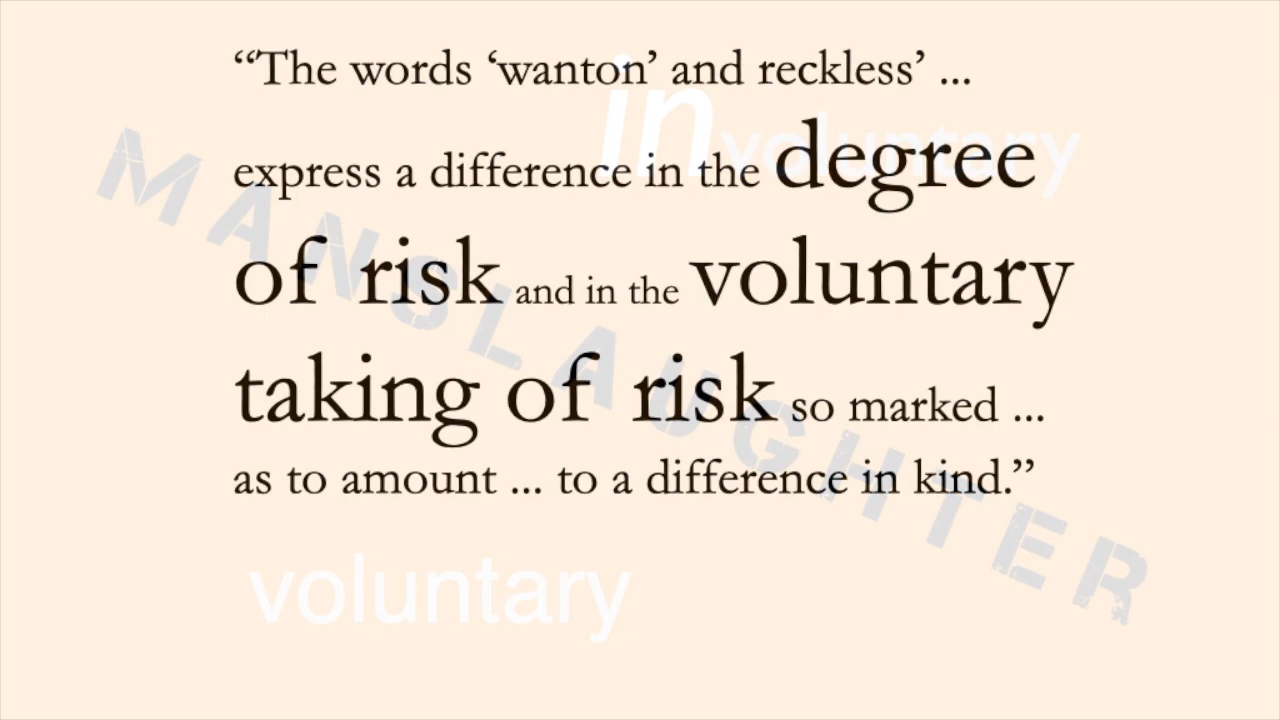 “The words ‘wanton’ and reckless’ ...
involuntary
express a difference in the degree
of risk and in the voluntary
taking of risk so marked ...
as to amount ... to a difference in kind.”
voluntary
MANSLAUGHTER